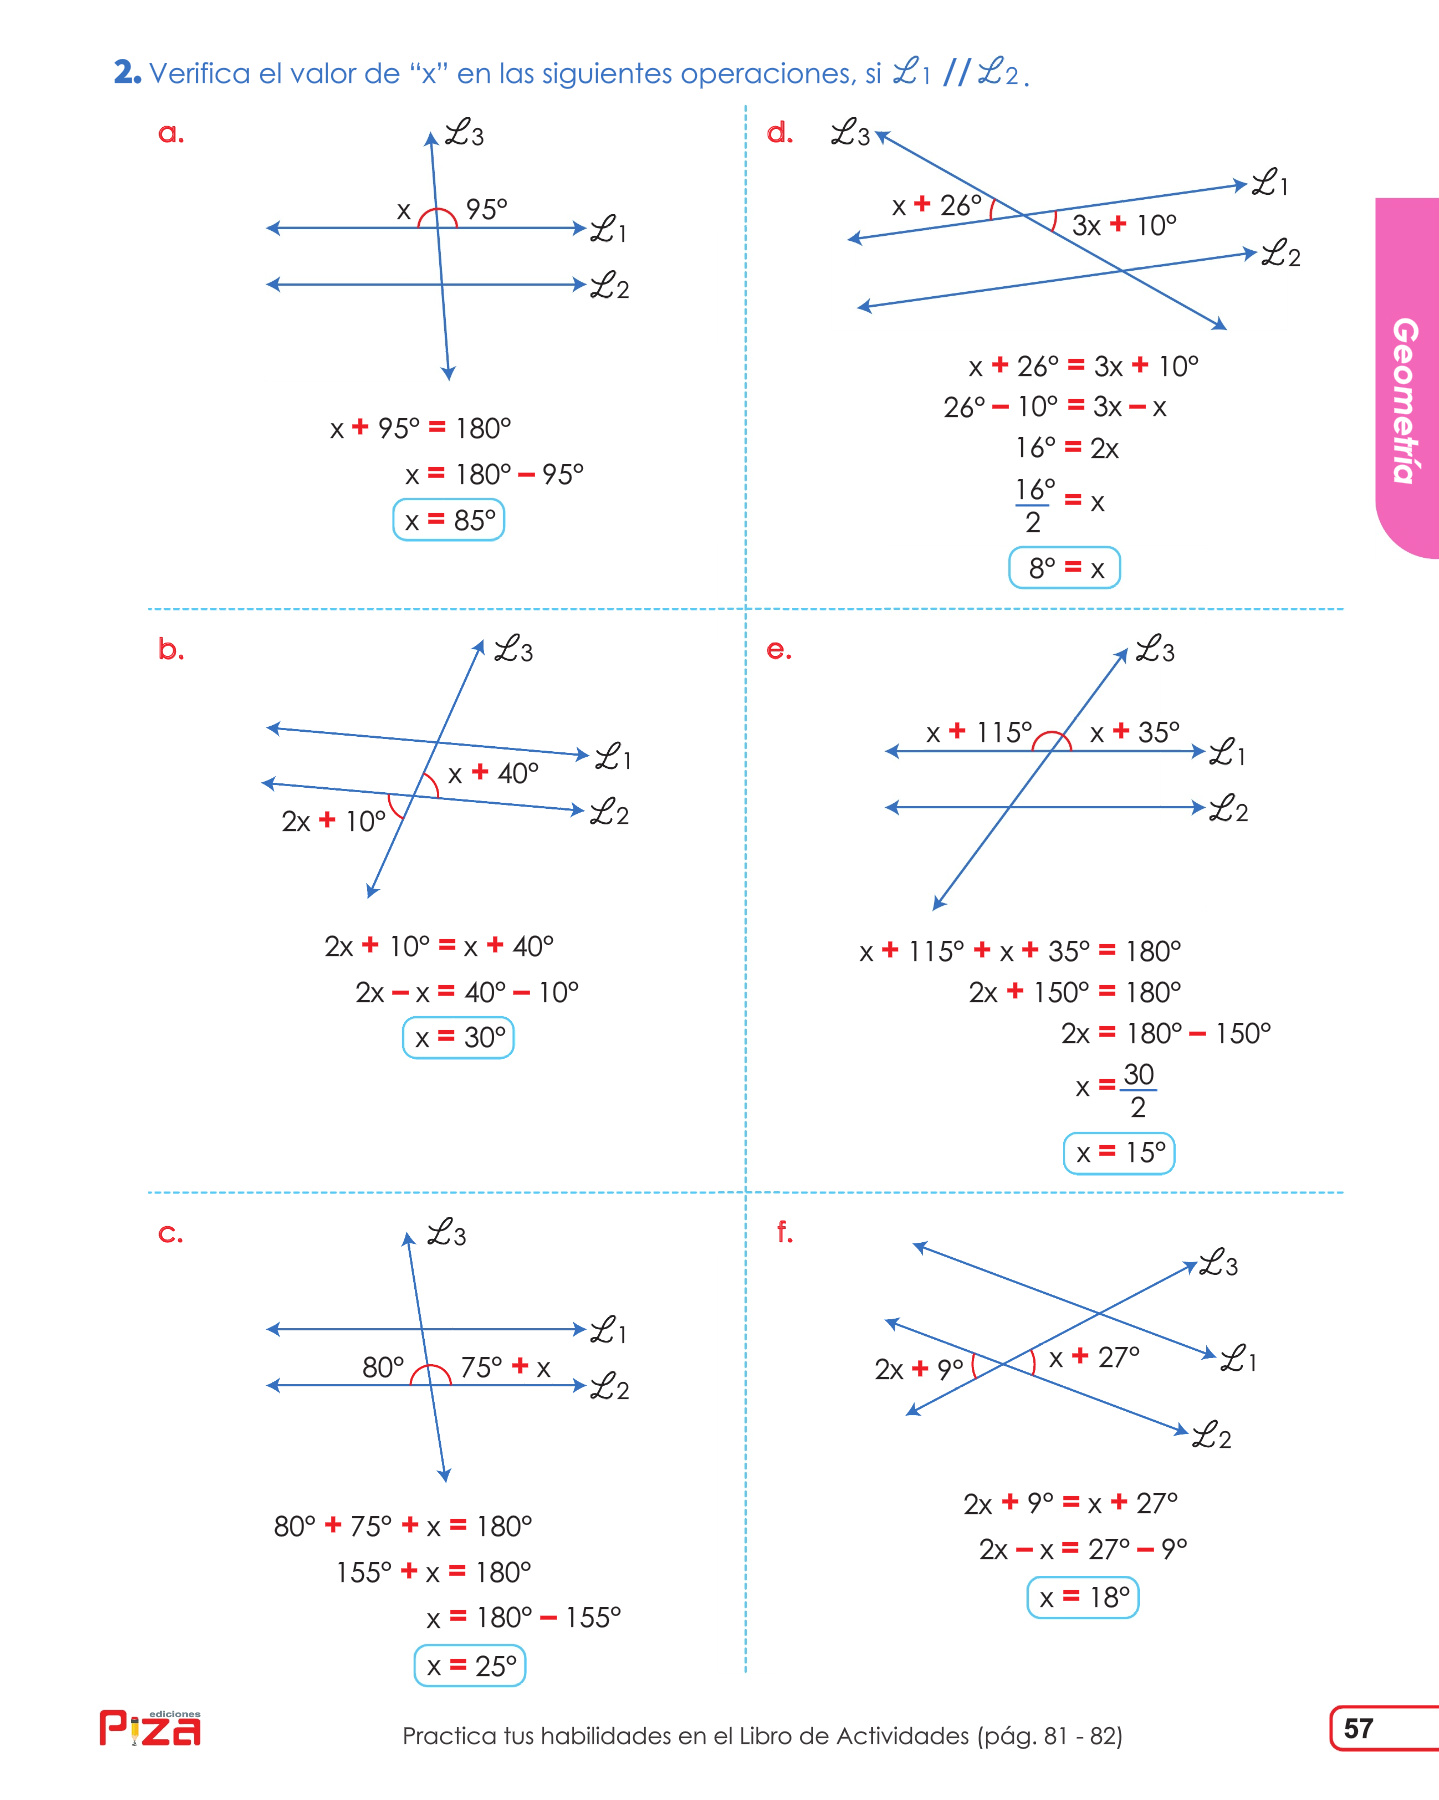 2. Verifica el valor de “x” en las siguientes operaciones, si ℒ1 // ℒ2.
a.
ℒ3
x 95°
ℒ1
ℒ2
x + 95° = 180°
x = 180° – 95°
x = 85°
b.
ℒ3
ℒ1
x + 40°
ℒ2
2x + 10°
2x + 10° = x + 40°
2x – x = 40° – 10°
x = 30°
c.
ℒ3
ℒ1
80° 75° + x
ℒ2
80° + 75° + x = 180°
155° + x = 180°
x = 180° – 155°
x = 25°
d.
ℒ3
ℒ1
x + 26°
3x + 10°
ℒ2
x + 26° = 3x + 10°
26° – 10° = 3x – x
16° = 2x
16°/2 = x
8° = x
e.
ℒ3
x + 115° x + 35°
ℒ1
ℒ2
x + 115° + x + 35° = 180°
2x + 150° = 180°
2x = 180° – 150°
x = 30/2
x = 15°
f.
ℒ3
ℒ1
2x + 9° x + 27°
ℒ2
2x + 9° = x + 27°
2x – x = 27° – 9°
x = 18°
Geometría
ediciones
Piza
Practica tus habilidades en el Libro de Actividades (pág. 81 - 82)
57